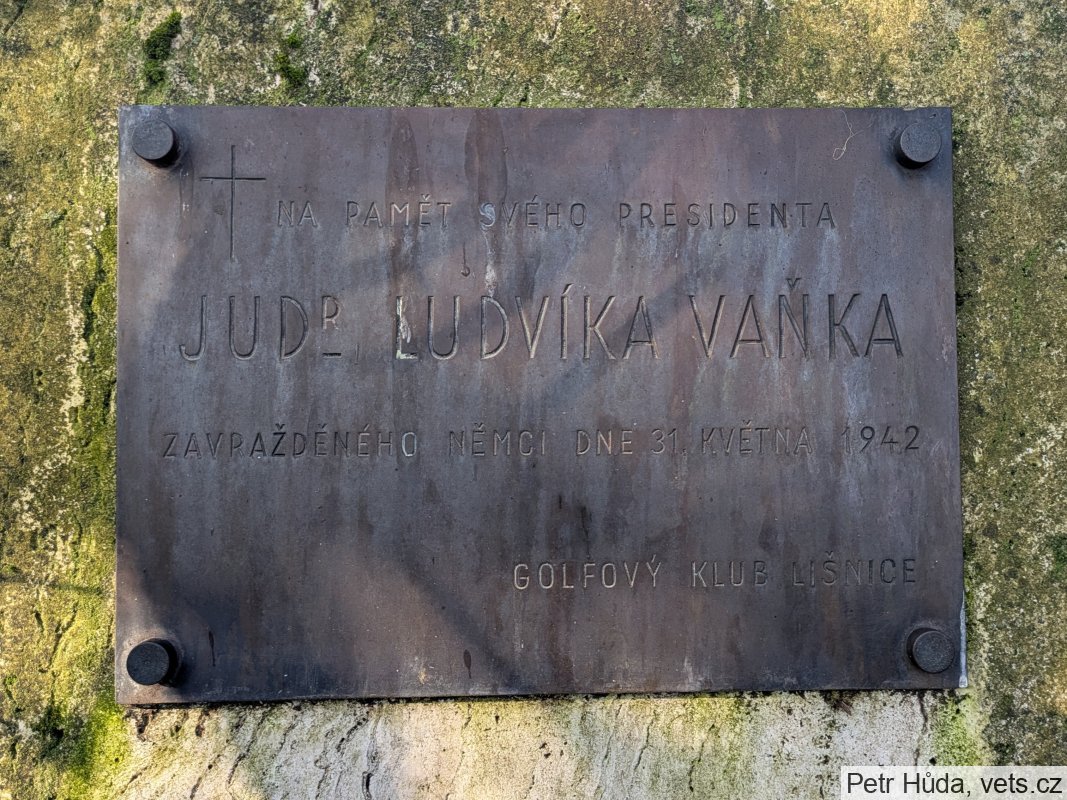 NA PAMĚT SVÉHO PRESIDENTA
JUDR. LUDVÍKA VAŇKA
ZAVRAŽDĚNÉHO NĚMCI DNE 31. KVĚTNA 1942
GOLFOVÝ KLUB LIŠNICE
Petr Hůda, vets.cz